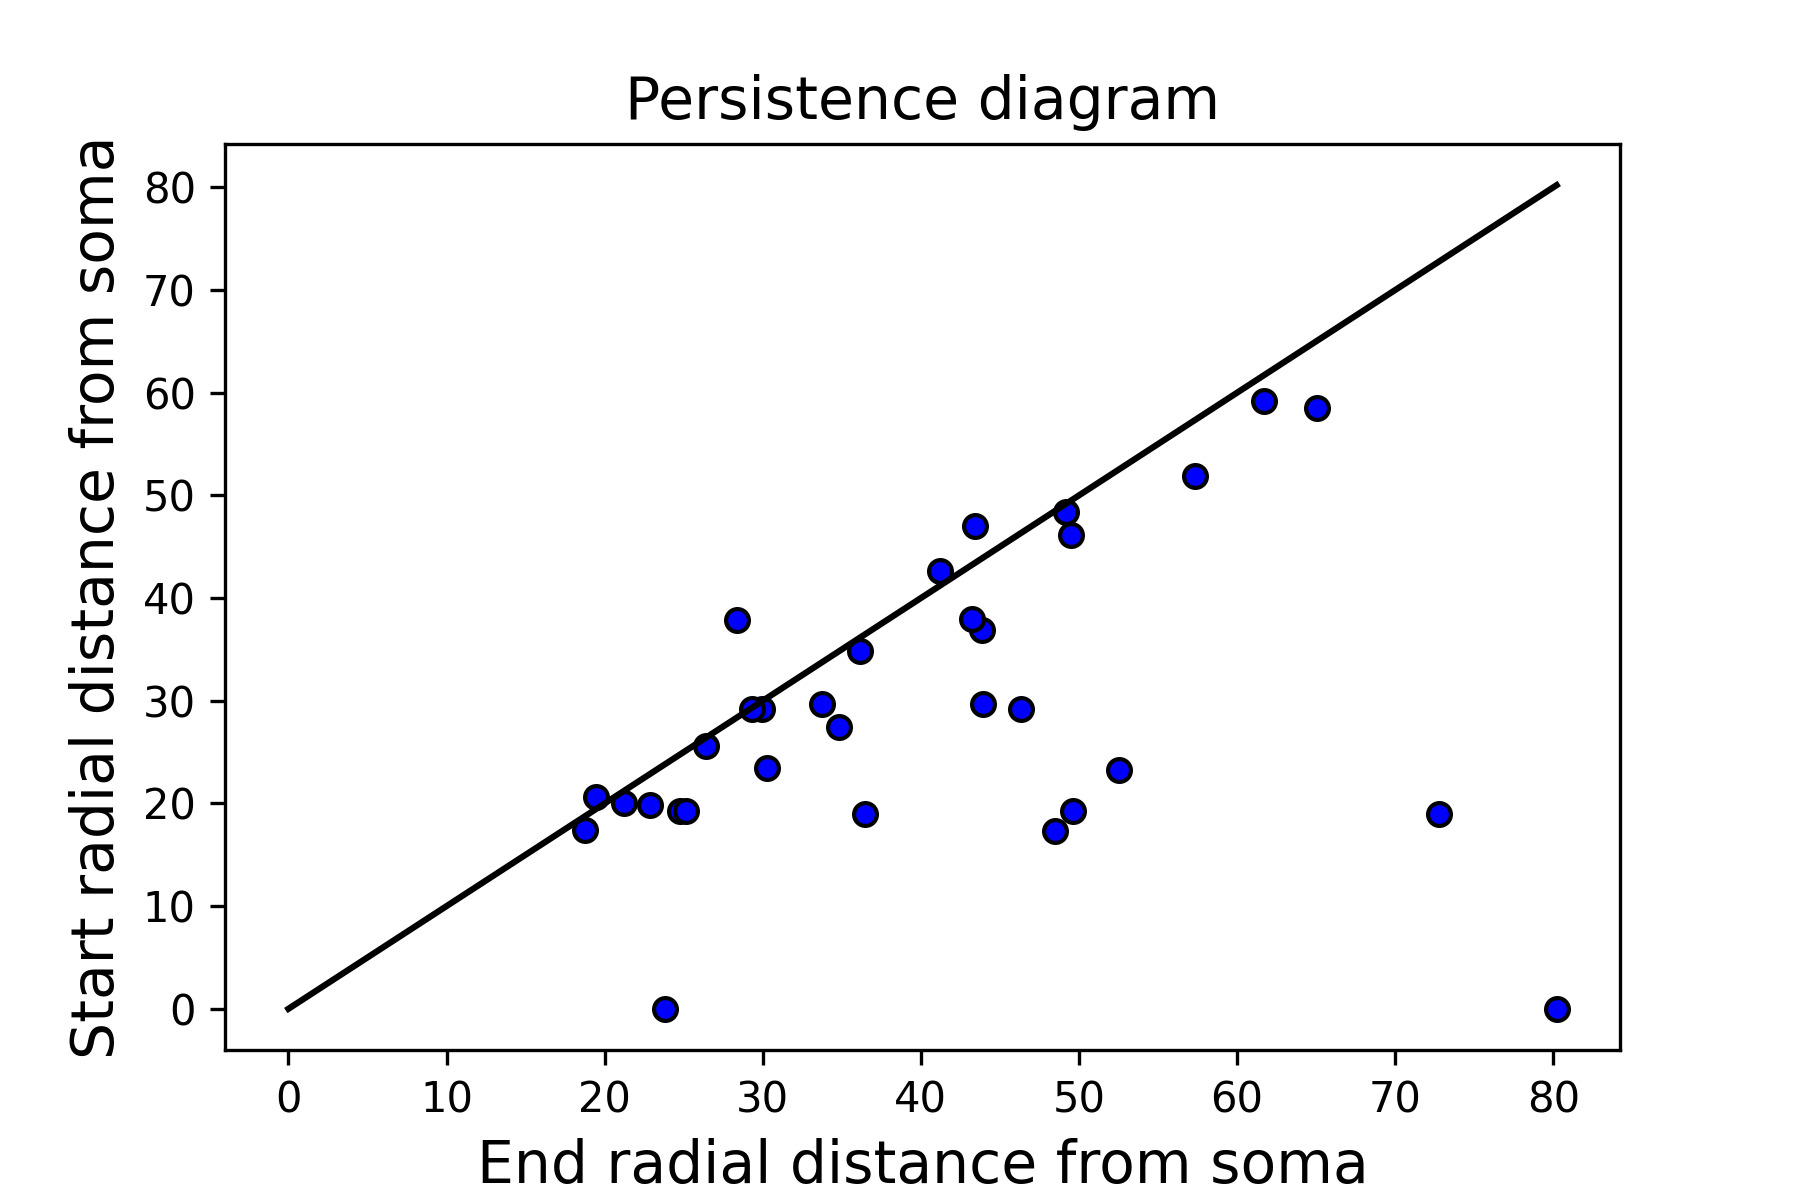 Persistence diagram
Start radial distance from soma
80
70
60
50
40
30
20
10
0
0 10 20 30 40 50 60 70 80
End radial distance from soma